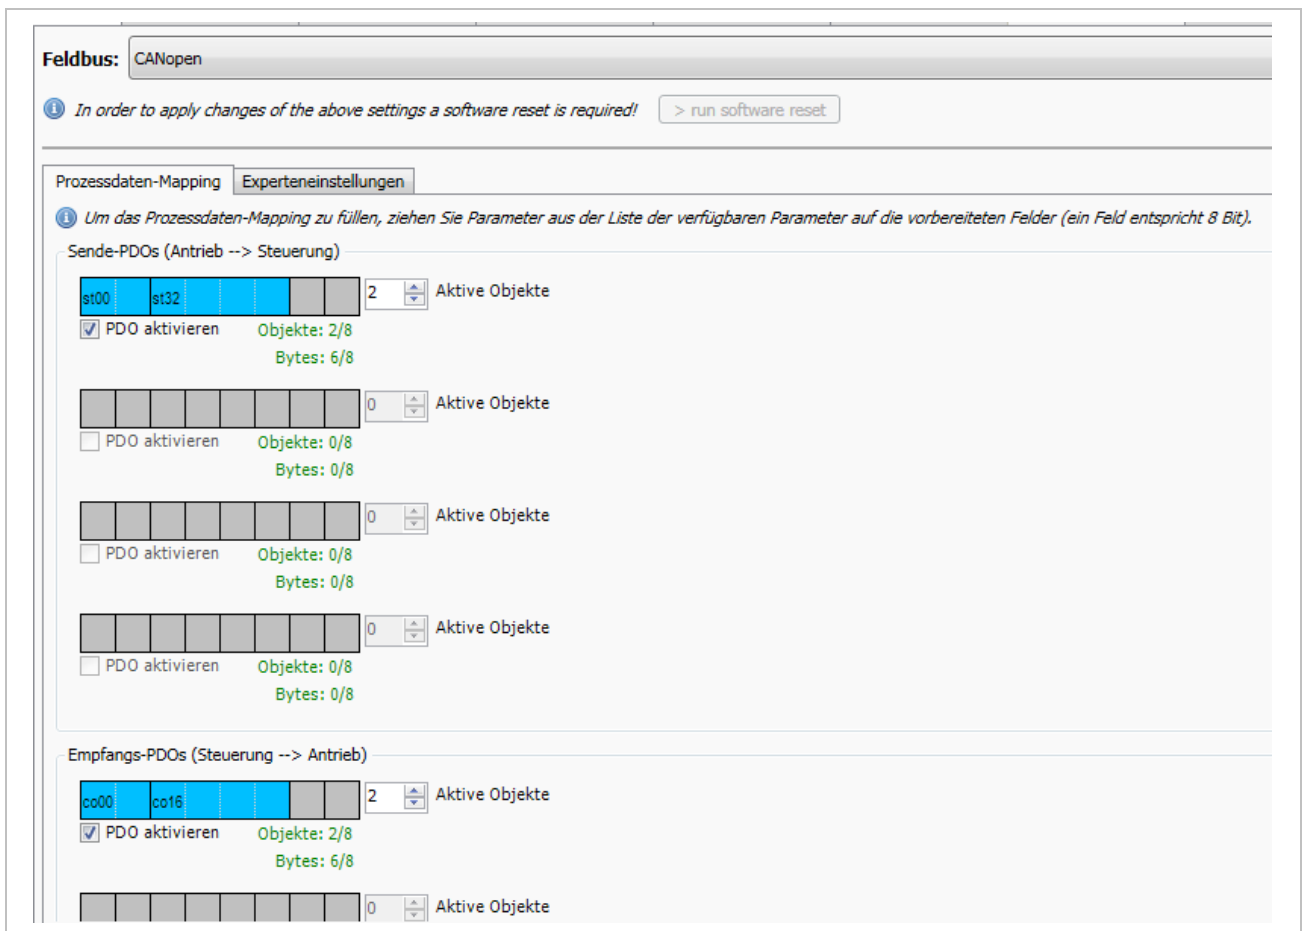 Feldbus: CANopen
In order to apply changes of the above settings a software reset is required! > run software reset
Prozessdaten-Mapping Experteneinstellungen
Um das Prozessdaten-Mapping zu füllen, ziehen Sie Parameter aus der Liste der verfügbaren Parameter auf die vorbereiteten Felder (ein Feld entspricht 8 Bit).
Sende-PDOs (Antrieb --> Steuerung)
st00 st32 2 Aktive Objekte
PDO aktivieren Objekte: 2/8
Bytes: 6/8
0 Aktive Objekte
PDO aktivieren Objekte: 0/8
Bytes: 0/8
0 Aktive Objekte
PDO aktivieren Objekte: 0/8
Bytes: 0/8
0 Aktive Objekte
PDO aktivieren Objekte: 0/8
Bytes: 0/8
Empfangs-PDOs (Steuerung --> Antrieb)
co00 co16 2 Aktive Objekte
PDO aktivieren Objekte: 2/8
Bytes: 6/8
0 Aktive Objekte